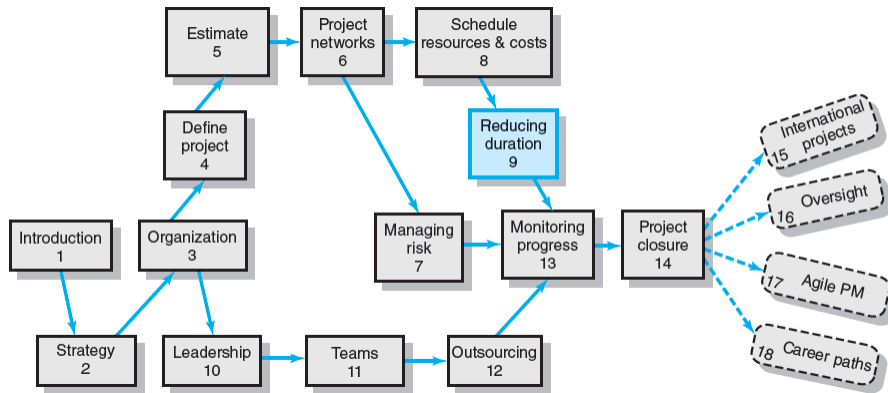 Estimate
5
Project
networks
6
Schedule
resources & costs
8
Define
project
4
Reducing
duration
9
International
projects
15
Oversight
16
Introduction
1
Organization
3
Managing
risk
7
Monitoring
progress
13
Project
closure
14
Agile PM
17
Strategy
2
Leadership
10
Teams
11
Outsourcing
12
Career paths
18